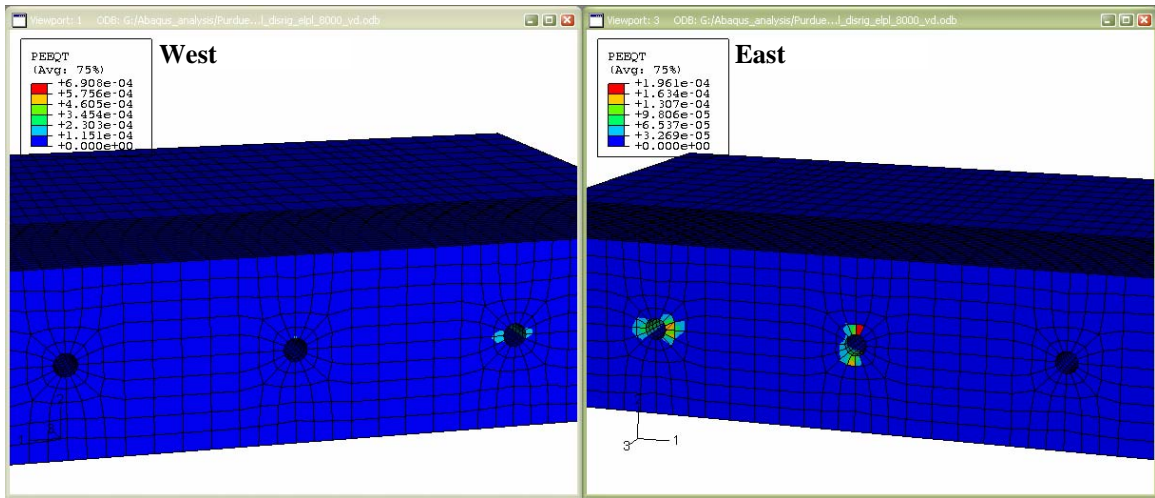 Viewport: 1 ODB: G:/Abaqus_analysis/Purdue...l_disrig_elpl_8000_vd.odb
West
PEEQT
(Avg: 75%)
+6.908e-04
+5.756e-04
+4.605e-04
+3.454e-04
+2.303e-04
+1.151e-04
+0.000e+00
2
1 3
Viewport: 3 ODB: G:/Abaqus_analysis/Purdue...l_disrig_elpl_8000_vd.odb
East
PEEQT
(Avg: 75%)
+1.961e-04
+1.634e-04
+1.307e-04
+9.806e-05
+6.537e-05
+3.269e-05
+0.000e+00
3 1